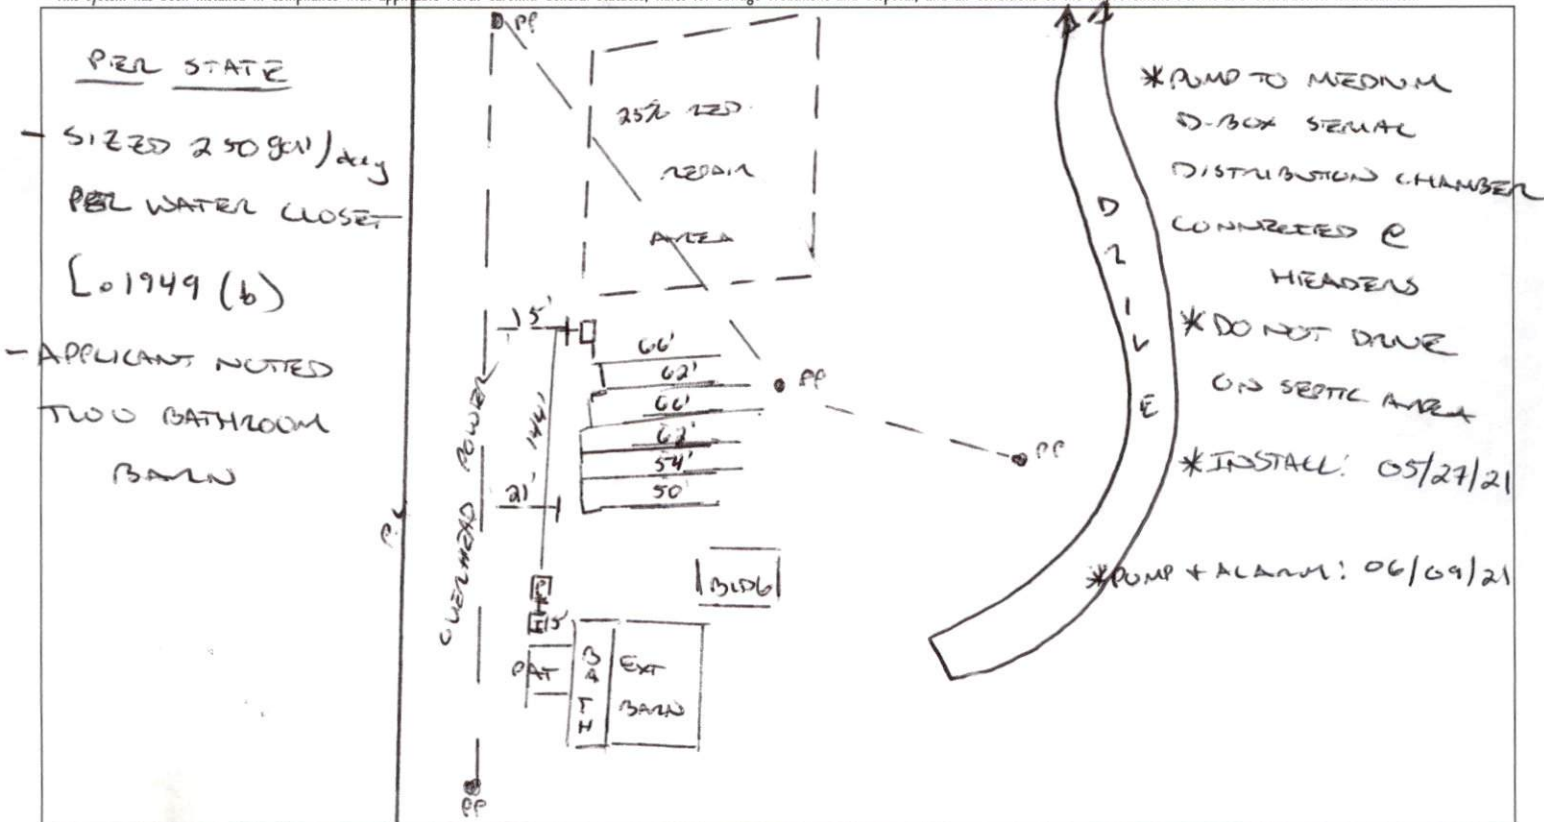 PER STATE
- SIZED 250 gal/day
PER WATER CLOSET
[.1949 (b)
- APPLICANT NOTED
TWO BATHROOM
BARN
PP
25% RED
REPAIR
AREA
15'
66'
62'
66'
62'
54'
50'
144'
21'
OVERHEAD POWER
PP
PP
BLDG
15'
PAT
BATH
EXT
BARN
PP
DRIVE
*PUMP TO MEDIUM
D-BOX SERIAL
DISTRIBUTION CHAMBER
CONNECTED @
HEADERS
*DO NOT DRIVE
ON SEPTIC AREA
*INSTALL: 05/27/21
*PUMP + ALARM: 06/09/21